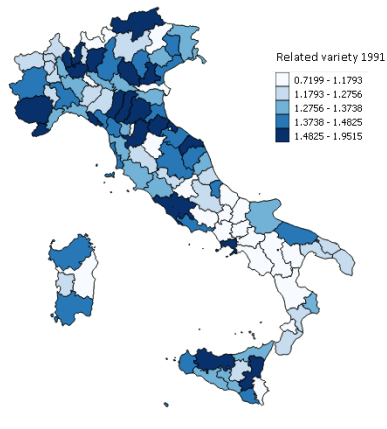 Related variety 1991
0.7199 - 1.1793
1.1793 - 1.2756
1.2756 - 1.3738
1.3738 - 1.4825
1.4825 - 1.9515